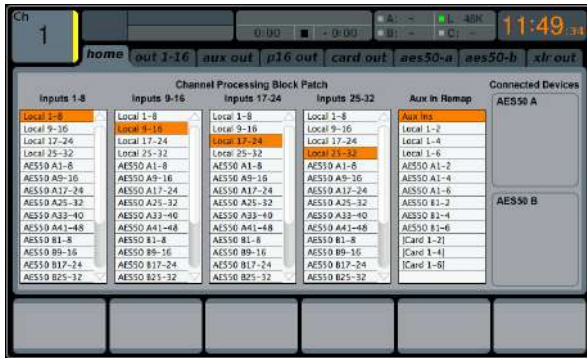 Ch
1
0:00 - 0:00
A: - L 48K
B: - C: -
11:49:34
home out 1-16 aux out p16 out card out aes50-a aes50-b xlr out
Channel Processing Block Patch
Connected Devices
Inputs 1-8 Inputs 9-16 Inputs 17-24 Inputs 25-32 Aux in Remap
AES50 A
Local 1-8 Local 1-8 Local 1-8 Local 1-8 Aux Ins
Local 9-16 Local 9-16 Local 9-16 Local 9-16 Local 1-2
Local 17-24 Local 17-24 Local 17-24 Local 17-24 Local 1-4
Local 25-32 Local 25-32 Local 25-32 Local 25-32 Local 1-6
AES50 A1-8 AES50 A1-8 AES50 A1-8 AES50 A1-8 AES50 A1-2
AES50 A9-16 AES50 A9-16 AES50 A9-16 AES50 A9-16 AES50 A1-4
AES50 A17-24 AES50 A17-24 AES50 A17-24 AES50 A17-24 AES50 A1-6
AES50 A25-32 AES50 A25-32 AES50 A25-32 AES50 A25-32 AES50 B1-2
AES50 B
AES50 A33-40 AES50 A33-40 AES50 A33-40 AES50 A33-40 AES50 B1-4
AES50 A41-48 AES50 A41-48 AES50 A41-48 AES50 A41-48 AES50 B1-6
AES50 B1-8 AES50 B1-8 AES50 B1-8 AES50 B1-8 [Card 1-2]
AES50 B9-16 AES50 B9-16 AES50 B9-16 AES50 B9-16 [Card 1-4]
AES50 B17-24 AES50 B17-24 AES50 B17-24 AES50 B17-24 [Card 1-6]
AES50 B25-32 AES50 B25-32 AES50 B25-32 AES50 B25-32